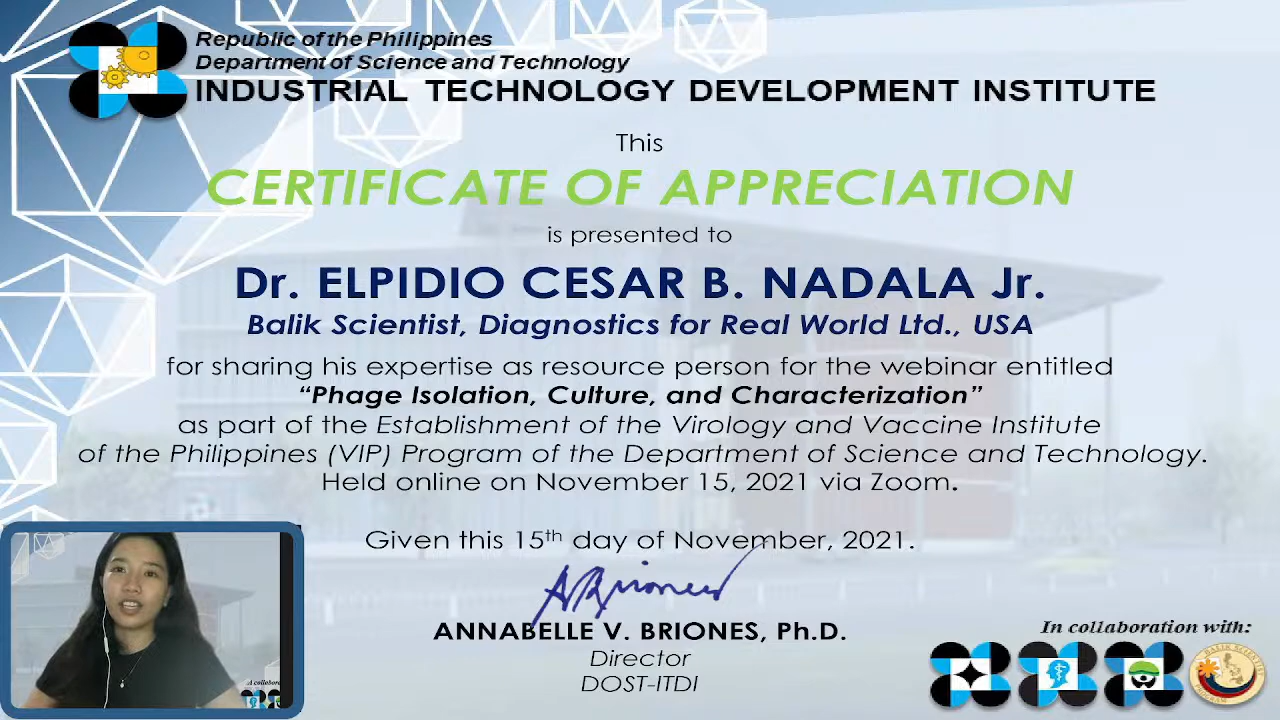 Republic of the Philippines
Department of Science and Technology
INDUSTRIAL TECHNOLOGY DEVELOPMENT INSTITUTE
This
CERTIFICATE OF APPRECIATION
is presented to
Dr. ELPIDIO CESAR B. NADALA Jr.
Balik Scientist, Diagnostics for Real World Ltd., USA
for sharing his expertise as resource person for the webinar entitled
“Phage Isolation, Culture, and Characterization”
as part of the Establishment of the Virology and Vaccine Institute
of the Philippines (VIP) Program of the Department of Science and Technology.
Held online on November 15, 2021 via Zoom.
Given this 15th day of November, 2021.
ABriones
ANNABELLE V. BRIONES, Ph.D.
Director
DOST-ITDI
In collaboration with:
BALIK SCIENTIST
PROGRAM